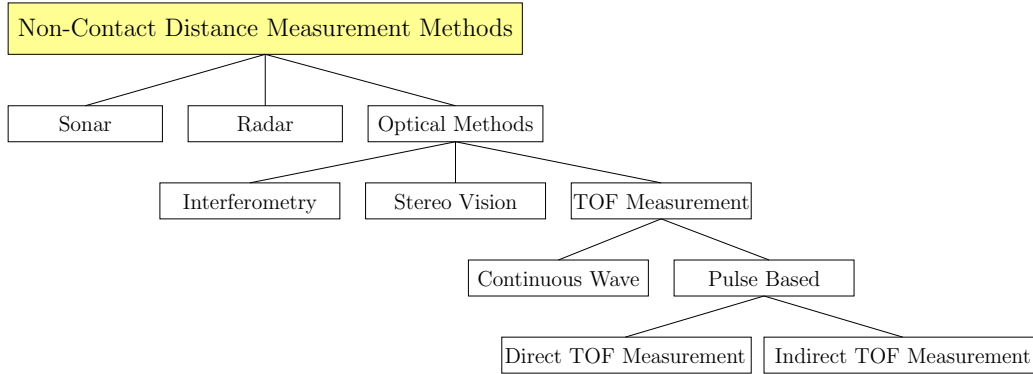 Non-Contact Distance Measurement Methods
Sonar
Radar
Optical Methods
Interferometry
Stereo Vision
TOF Measurement
Continuous Wave
Pulse Based
Direct TOF Measurement
Indirect TOF Measurement